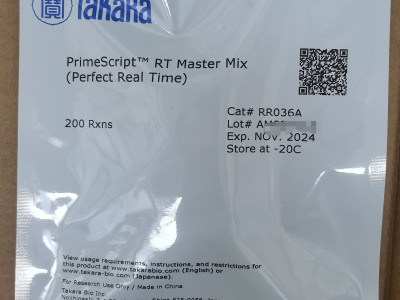 寳 TaKaRa
PrimeScript™ RT Master Mix
(Perfect Real Time)
200 Rxns
Cat# RR036A
Lot#
Exp. NOV. 2024
Store at -20C
View usage requirements, instructions, and restrictions for
this product at www.takarabio.com (English) or
www.takara-bio.com (Japanese).
For Research Use Only / Made in China
Takara Bio Inc.